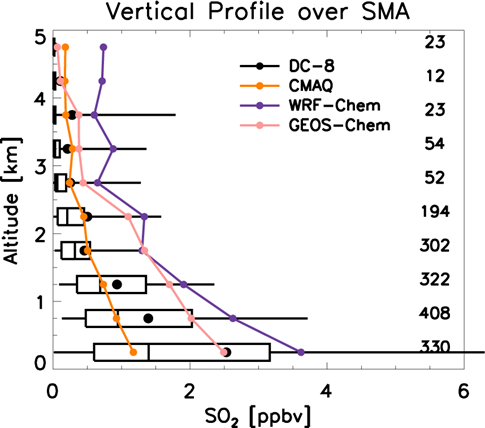 Vertical Profile over SMA
5
23
DC-8
12
CMAQ
4
WRF-Chem
23
GEOS-Chem
54
3
52
194
2
302
322
1
408
330
0
Altitude [km]
0 2 4 6
SO₂ [ppbv]